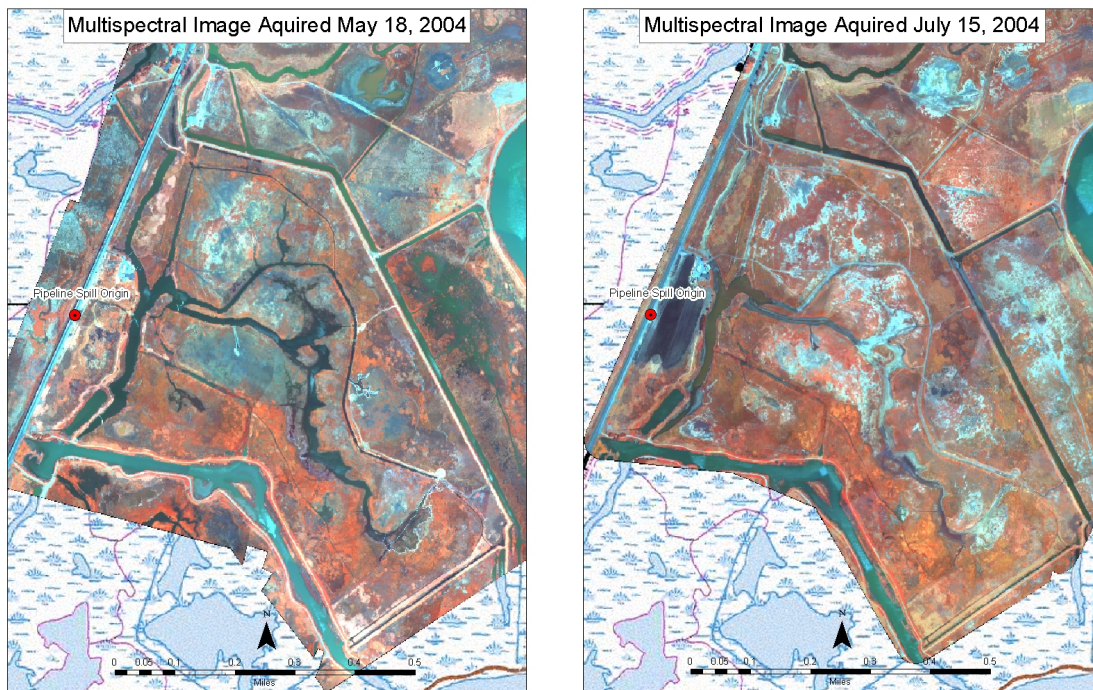 Multispectral Image Aquired May 18, 2004
Multispectral Image Aquired July 15, 2004
Pipeline Spill Origin
Pipeline Spill Origin
N
N
0 0.05 0.1 0.2 0.3 0.4 0.5
Miles
0 0.05 0.1 0.2 0.3 0.4 0.5
Miles